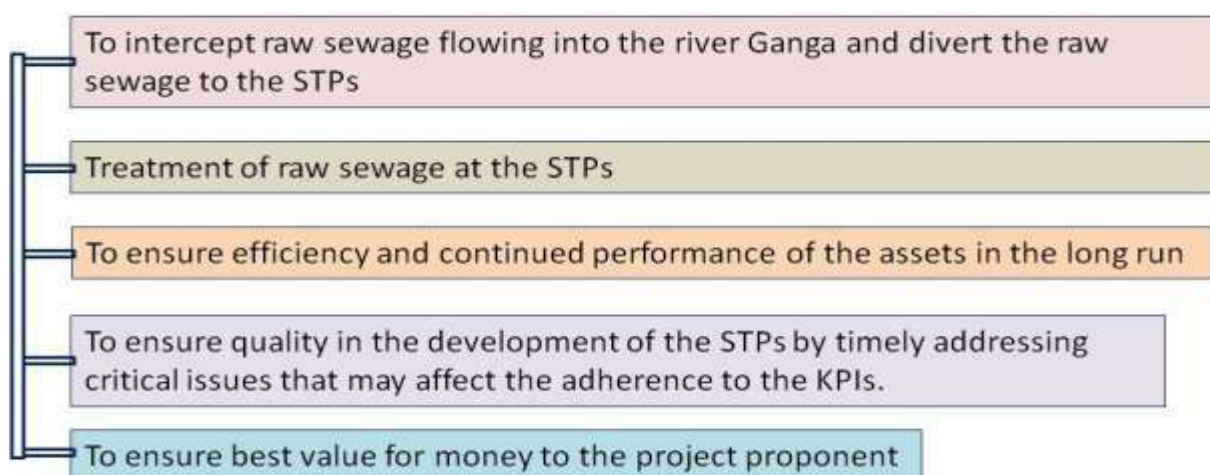 To intercept raw sewage flowing into the river Ganga and divert the raw
sewage to the STPs
Treatment of raw sewage at the STPs
To ensure efficiency and continued performance of the assets in the long run
To ensure quality in the development of the STPs by timely addressing
critical issues that may affect the adherence to the KPIs.
To ensure best value for money to the project proponent